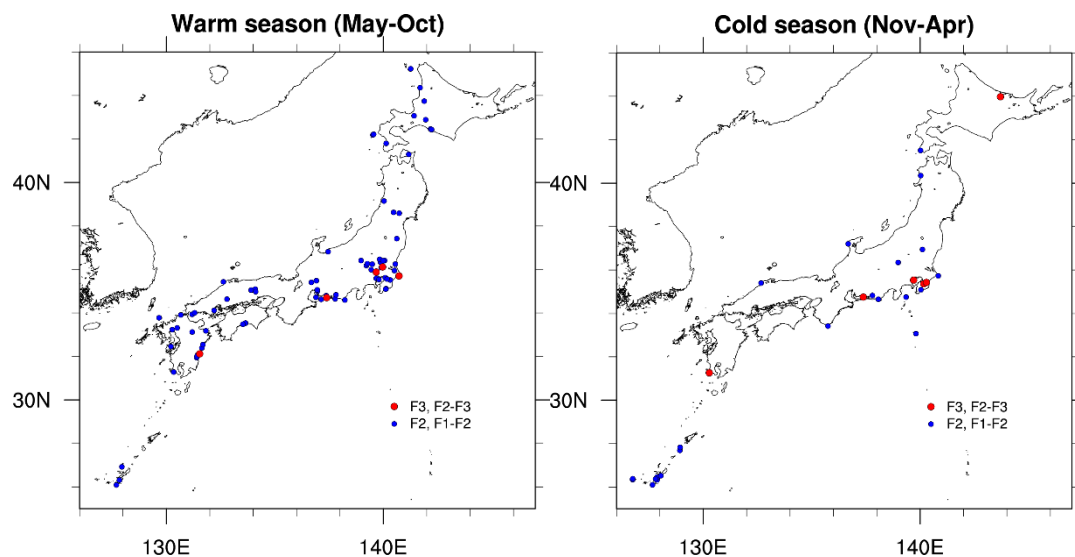 Warm season (May-Oct)
Cold season (Nov-Apr)
40N
40N
30N
30N
F3, F2-F3
F2, F1-F2
F3, F2-F3
F2, F1-F2
130E
140E
130E
140E